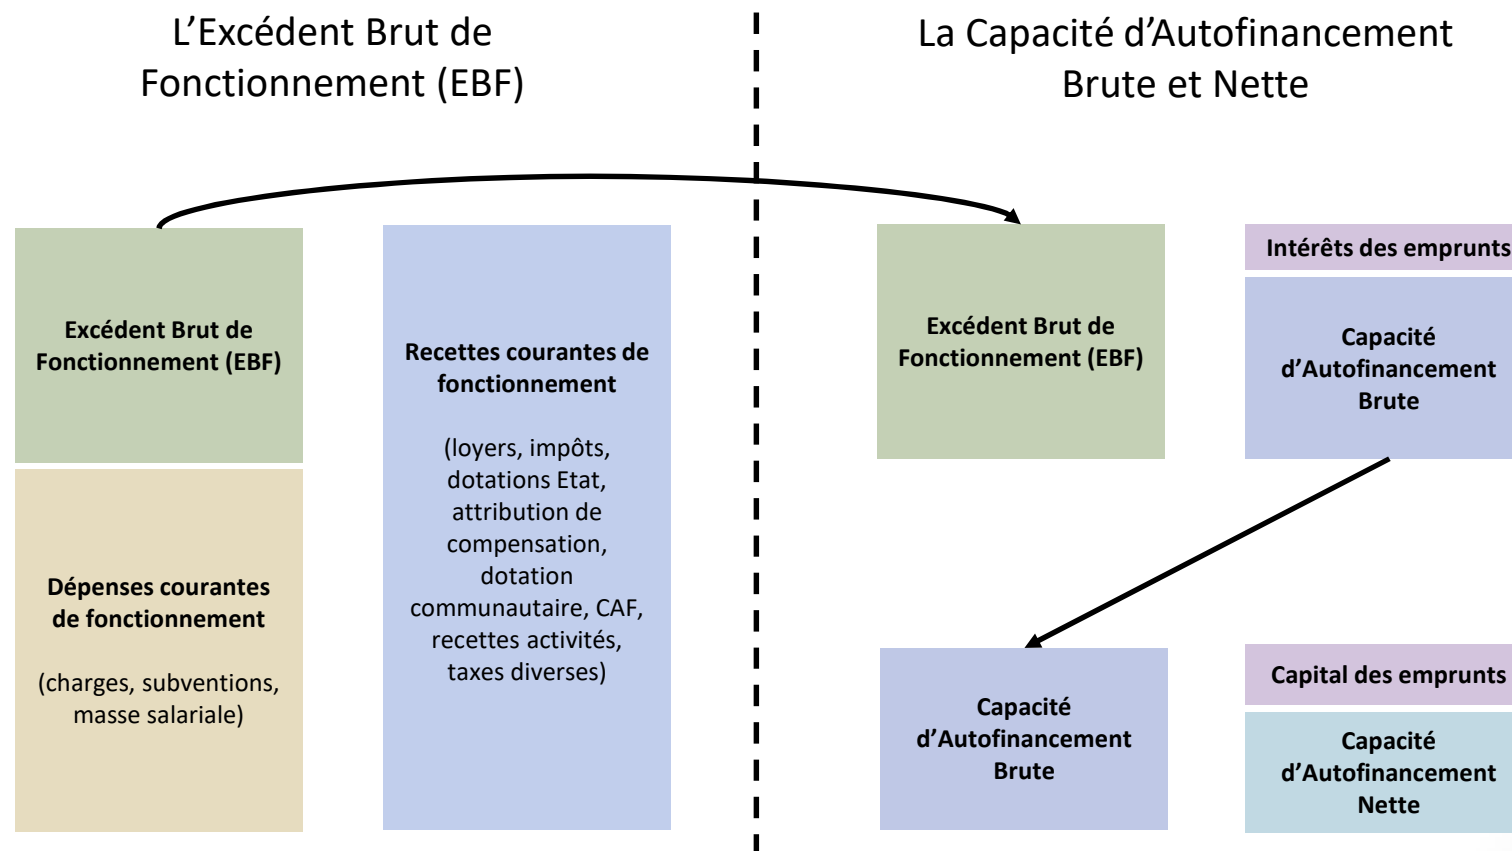 L’Excédent Brut de
Fonctionnement (EBF)
Excédent Brut de
Fonctionnement (EBF)
Dépenses courantes
de fonctionnement
(charges, subventions,
masse salariale)
Recettes courantes de
fonctionnement
(loyers, impôts,
dotations Etat,
attribution de
compensation,
dotation
communautaire, CAF,
recettes activités,
taxes diverses)
La Capacité d’Autofinancement
Brute et Nette
Excédent Brut de
Fonctionnement (EBF)
Intérêts des emprunts
Capacité
d’Autofinancement
Brute
Capacité
d’Autofinancement
Brute
Capital des emprunts
Capacité
d’Autofinancement
Nette